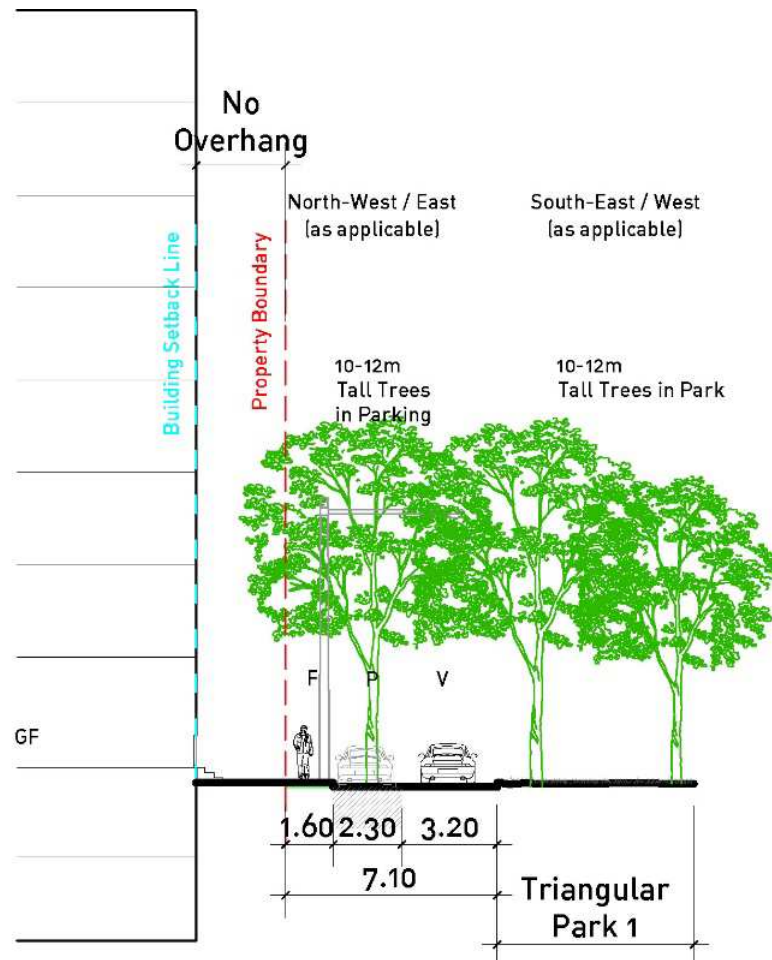 No
Overhang
North-West / East
(as applicable)
South-East / West
(as applicable)
Building Setback Line
Property Boundary
10-12m
Tall Trees
in Parking
10-12m
Tall Trees in Park
F
P
V
GF
1.60
2.30
3.20
7.10
Triangular
Park 1